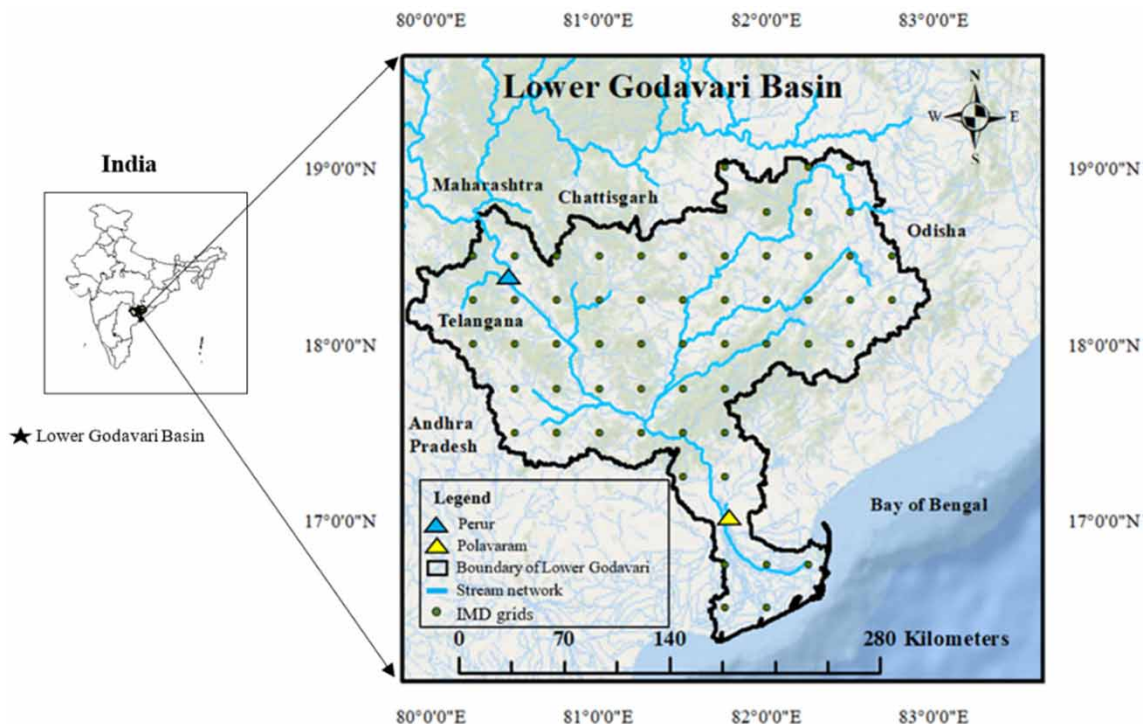 80°0'0"E 81°0'0"E 82°0'0"E 83°0'0"E
Lower Godavari Basin
N
W E
S
India
19°0'0"N 19°0'0"N
Maharashtra
Chattisgarh
Odisha
Telangana
18°0'0"N 18°0'0"N
Andhra
Pradesh
Lower Godavari Basin
Bay of Bengal
17°0'0"N 17°0'0"N
Legend
Perur
Polavaram
Boundary of Lower Godavari
Stream network
IMD grids
0 70 140 280 Kilometers
80°0'0"E 81°0'0"E 82°0'0"E 83°0'0"E